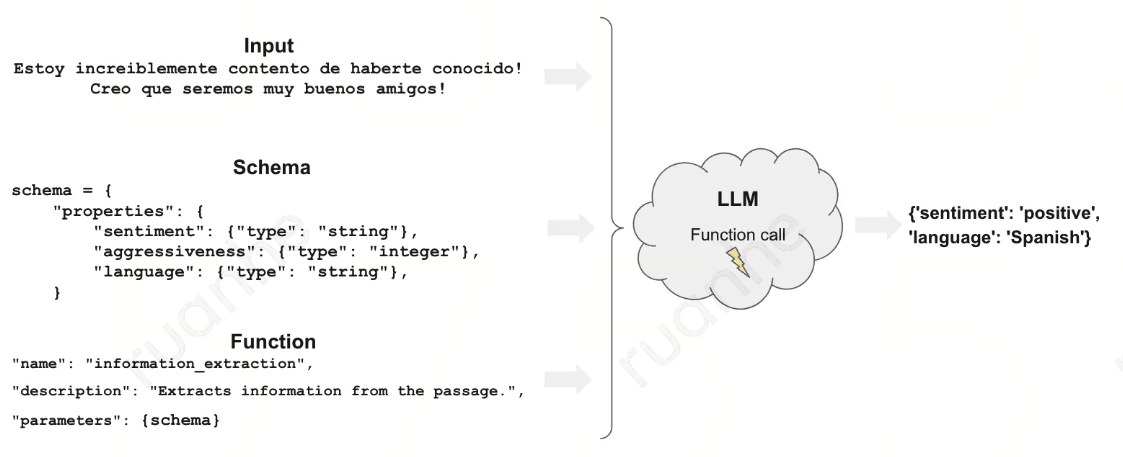 Input
Estoy increiblemente contento de haberte conocido!
Creo que seremos muy buenos amigos!
Schema
schema = {
    "properties": {
        "sentiment": {"type": "string"},
        "aggressiveness": {"type": "integer"},
        "language": {"type": "string"},
    }
Function
"name": "information_extraction",
"description": "Extracts information from the passage.",
"parameters": {schema}
LLM
Function call
{'sentiment': 'positive',
'language': 'Spanish'}